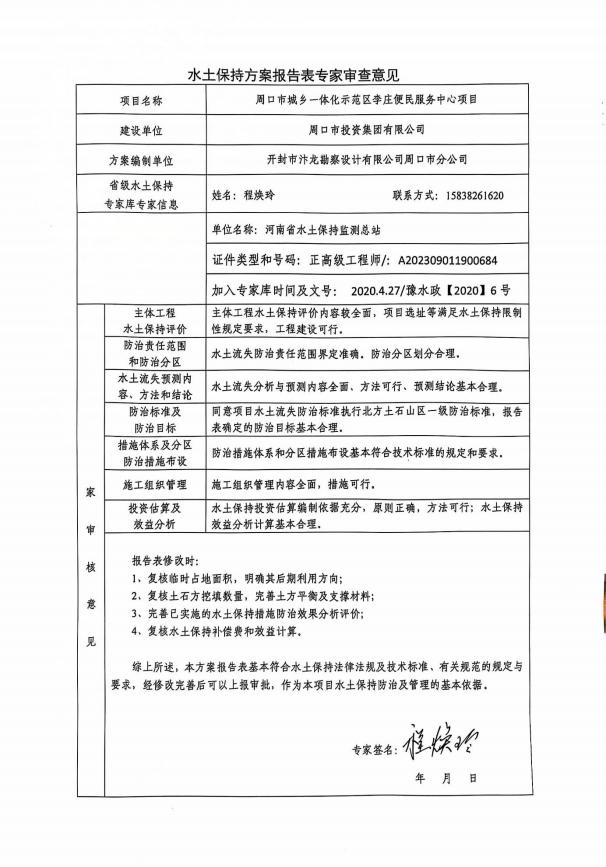 水土保持方案报告表专家审查意见
项目名称 周口市城乡一体化示范区李庄便民服务中心项目
建设单位 周口市投资集团有限公司
方案编制单位 开封市汴龙勘察设计有限公司周口市分公司
省级水土保持
专家库专家信息
姓名：程焕玲 联系方式：15838261620
单位名称：河南省水土保持监测总站
证件类型和号码：正高级工程师/：A202309011900684
加入专家库时间及文号： 2020.4.27/豫水政【2020】6号
家审核意见
主体工程
水土保持评价
主体工程水土保持评价内容较全面，项目选址等满足水土保持限制
性规定要求，工程建设可行。
防治责任范围
和防治分区
水土流失防治责任范围界定准确。防治分区划分合理。
水土流失预测内
容、方法和结论
水土流失分析与预测内容全面、方法可行、预测结论基本合理。
防治标准及
防治目标
同意项目水土流失防治标准执行北方土石山区一级防治标准，报告
表确定的防治目标基本合理。
措施体系及分区
防治措施布设
防治措施体系和分区措施布设基本符合技术标准的规定和要求。
施工组织管理 施工组织管理内容全面，措施可行。
投资估算及
效益分析
水土保持投资估算编制依据充分，原则正确，方法可行；水土保持
效益分析计算基本合理。
报告表修改时：
1、复核临时占地面积，明确其后期利用方向；
2、复核土石方挖填数量，完善土方平衡及支撑材料；
3、完善已实施的水土保持措施防治效果分析评价；
4、复核水土保持补偿费和效益计算。
综上所述，本方案报告表基本符合水土保持法律法规及技术标准、有关规范的规定与
要求，经修改完善后可以上报审批，作为本项目水土保持防治及管理的基本依据。
专家签名：程焕玲
年 月 日